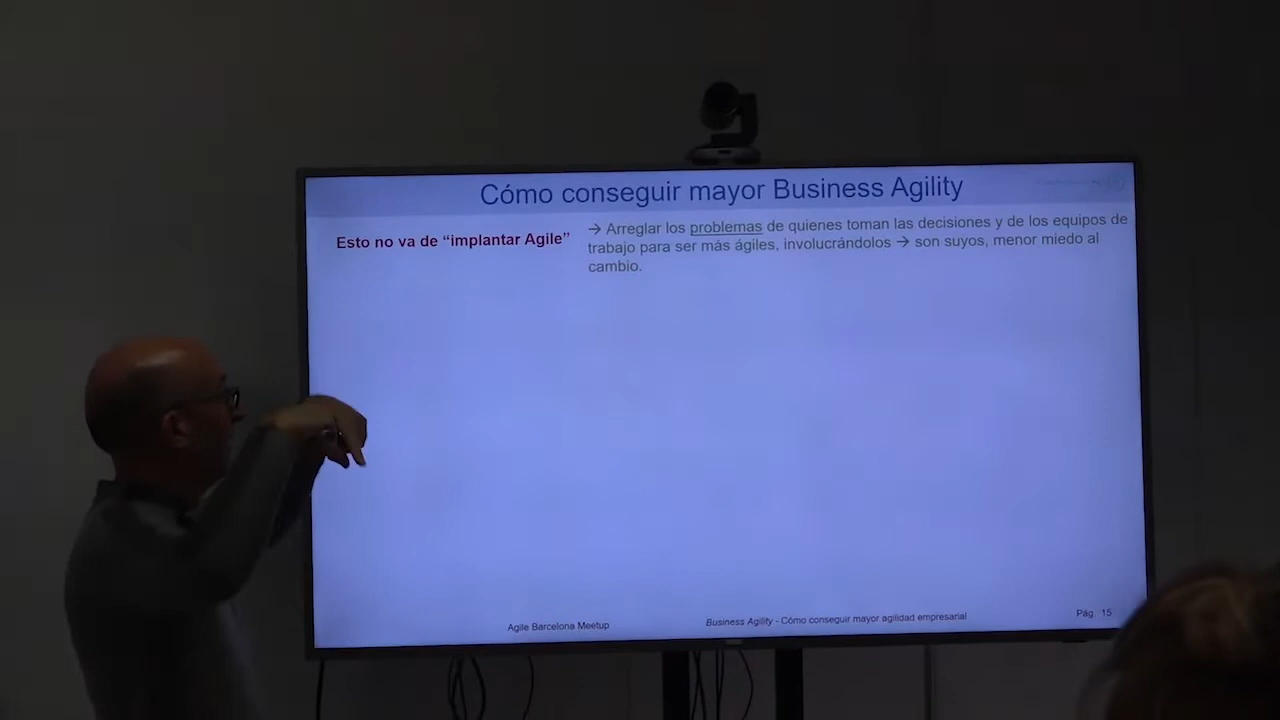 Cómo conseguir mayor Business Agility
Esto no va de “implantar Agile”
→ Arreglar los problemas de quienes toman las decisiones y de los equipos de
trabajo para ser más ágiles, involucrándolos → son suyos, menor miedo al
cambio.
Agile Barcelona Meetup
Business Agility - Cómo conseguir mayor agilidad empresarial
Pág. 15